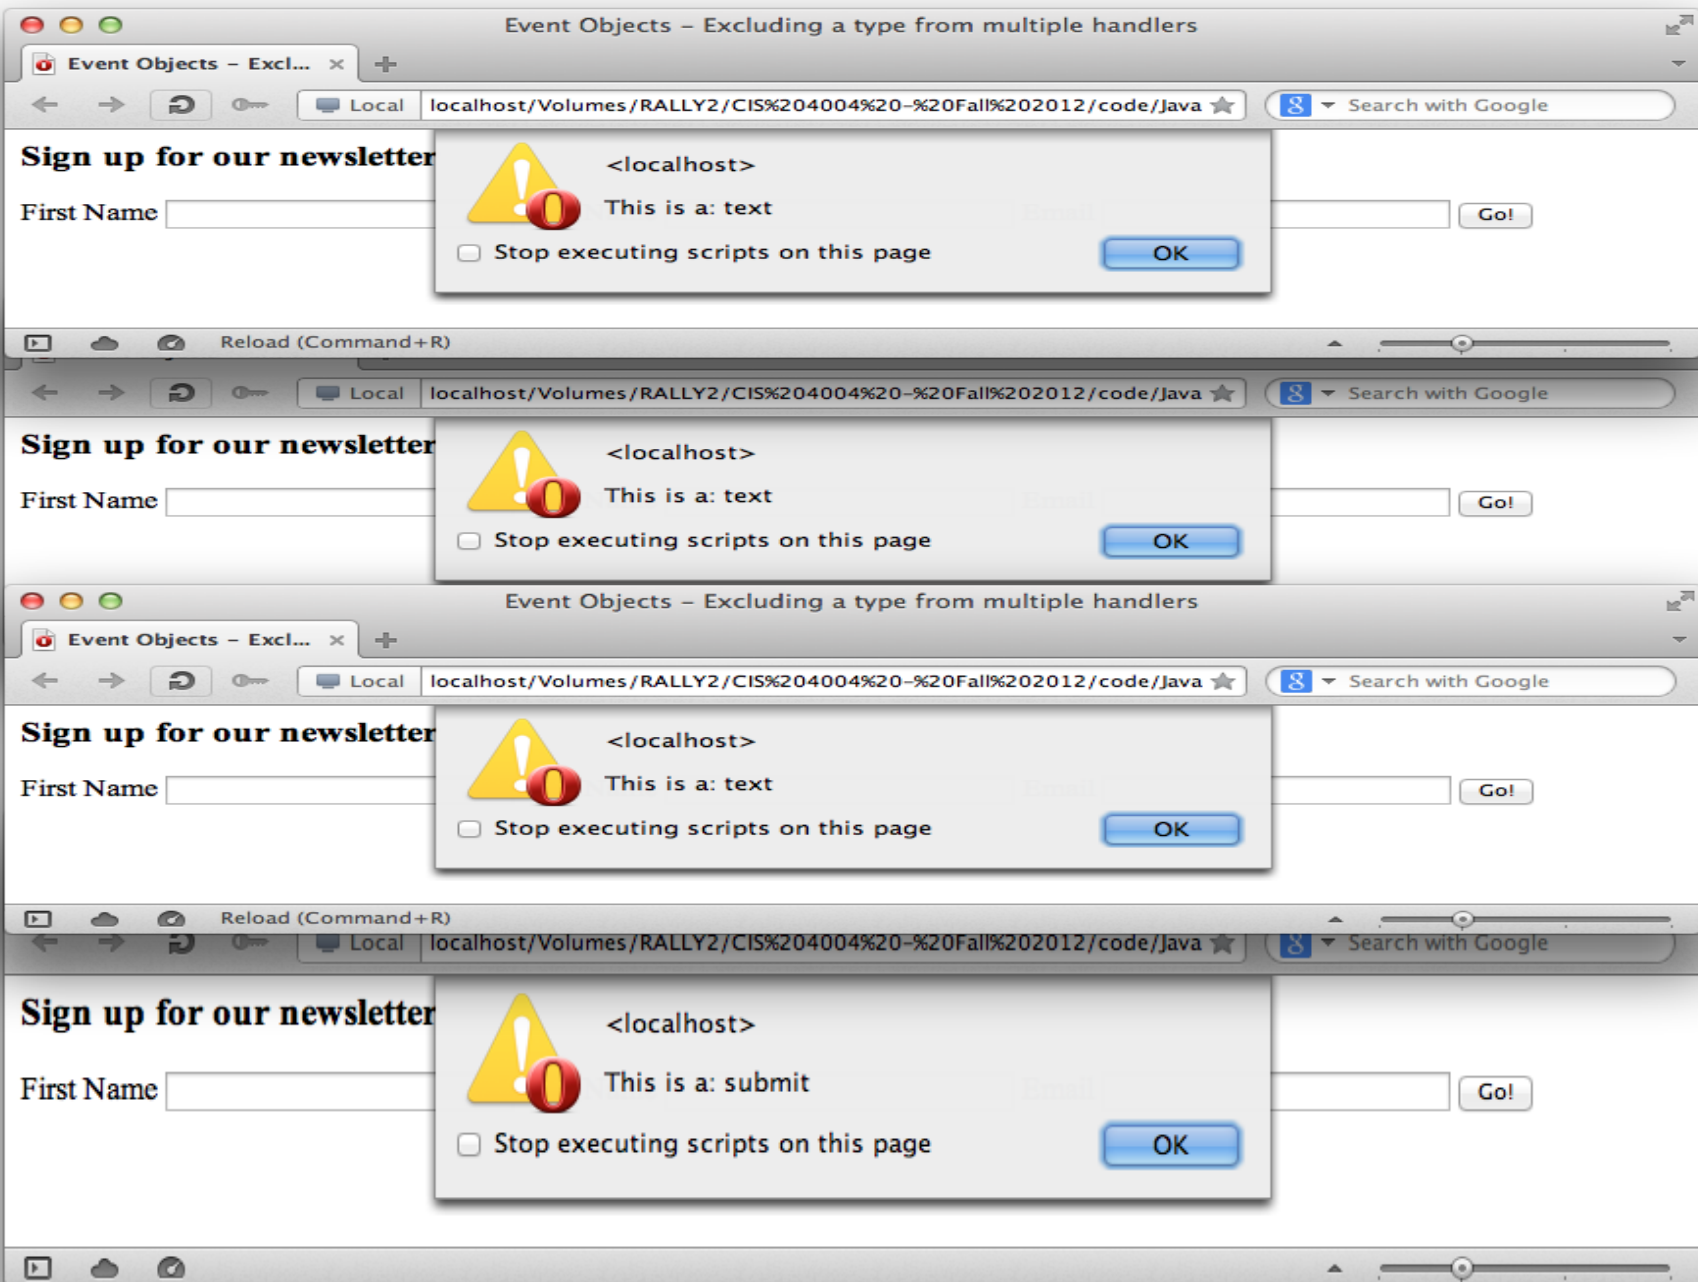 Event Objects – Excluding a type from multiple handlers
Event Objects – Excl...
Local localhost/Volumes/RALLY2/CIS%204004%20-%20Fall%202012/code/Java Search with Google
Sign up for our newsletter
<localhost>
This is a: text
First Name Email Go!
Stop executing scripts on this page OK
Reload (Command+R)
Local localhost/Volumes/RALLY2/CIS%204004%20-%20Fall%202012/code/Java Search with Google
Sign up for our newsletter
<localhost>
This is a: text
First Name Email Go!
Stop executing scripts on this page OK
Event Objects – Excluding a type from multiple handlers
Event Objects – Excl...
Local localhost/Volumes/RALLY2/CIS%204004%20-%20Fall%202012/code/Java Search with Google
Sign up for our newsletter
<localhost>
This is a: text
First Name Email Go!
Stop executing scripts on this page OK
Reload (Command+R)
Local localhost/Volumes/RALLY2/CIS%204004%20-%20Fall%202012/code/Java Search with Google
Sign up for our newsletter
<localhost>
This is a: submit
First Name Email Go!
Stop executing scripts on this page OK